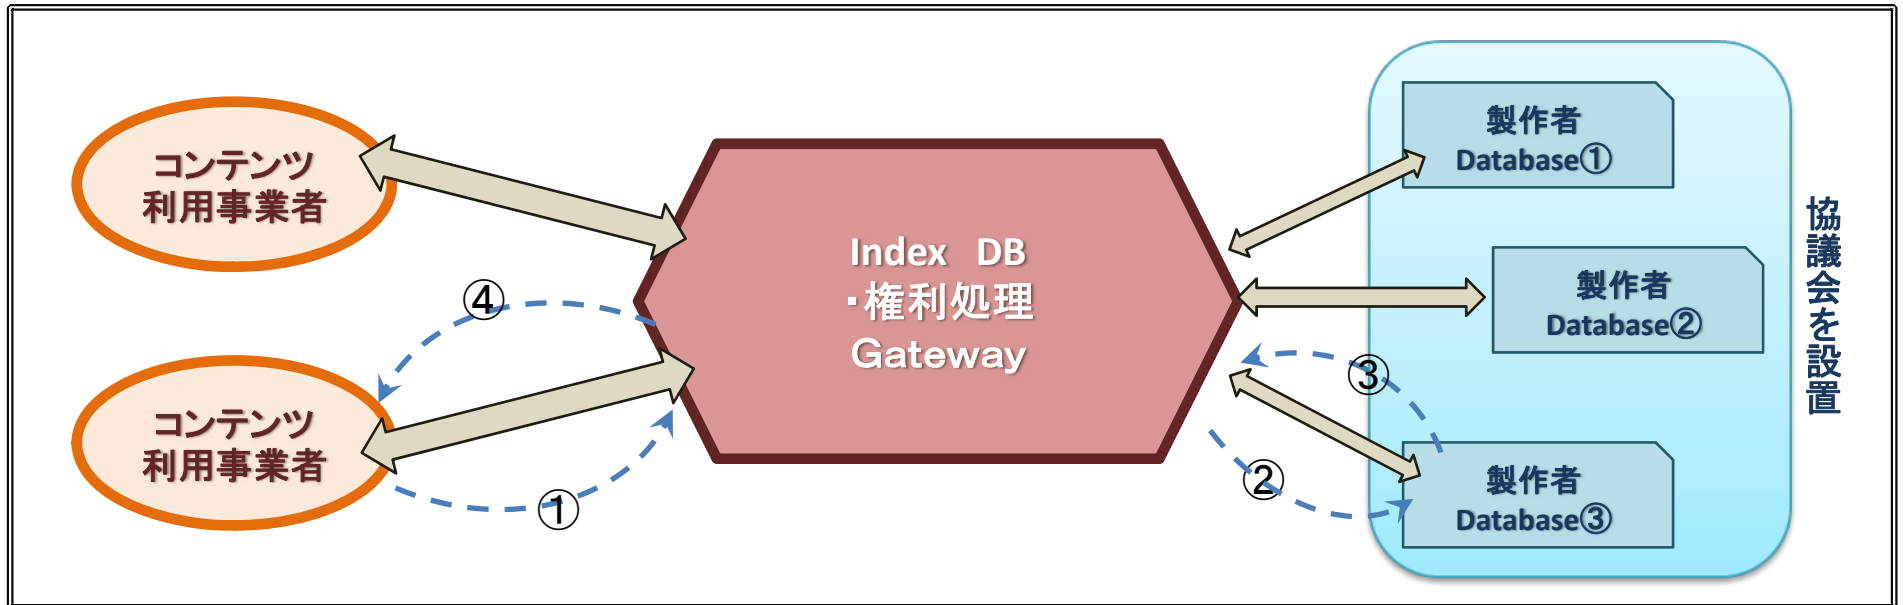 コンテンツ
利用事業者
コンテンツ
利用事業者
④
①
Index DB
・権利処理
Gateway
②
③
製作者
Database①
製作者
Database②
製作者
Database③
協議会を設置